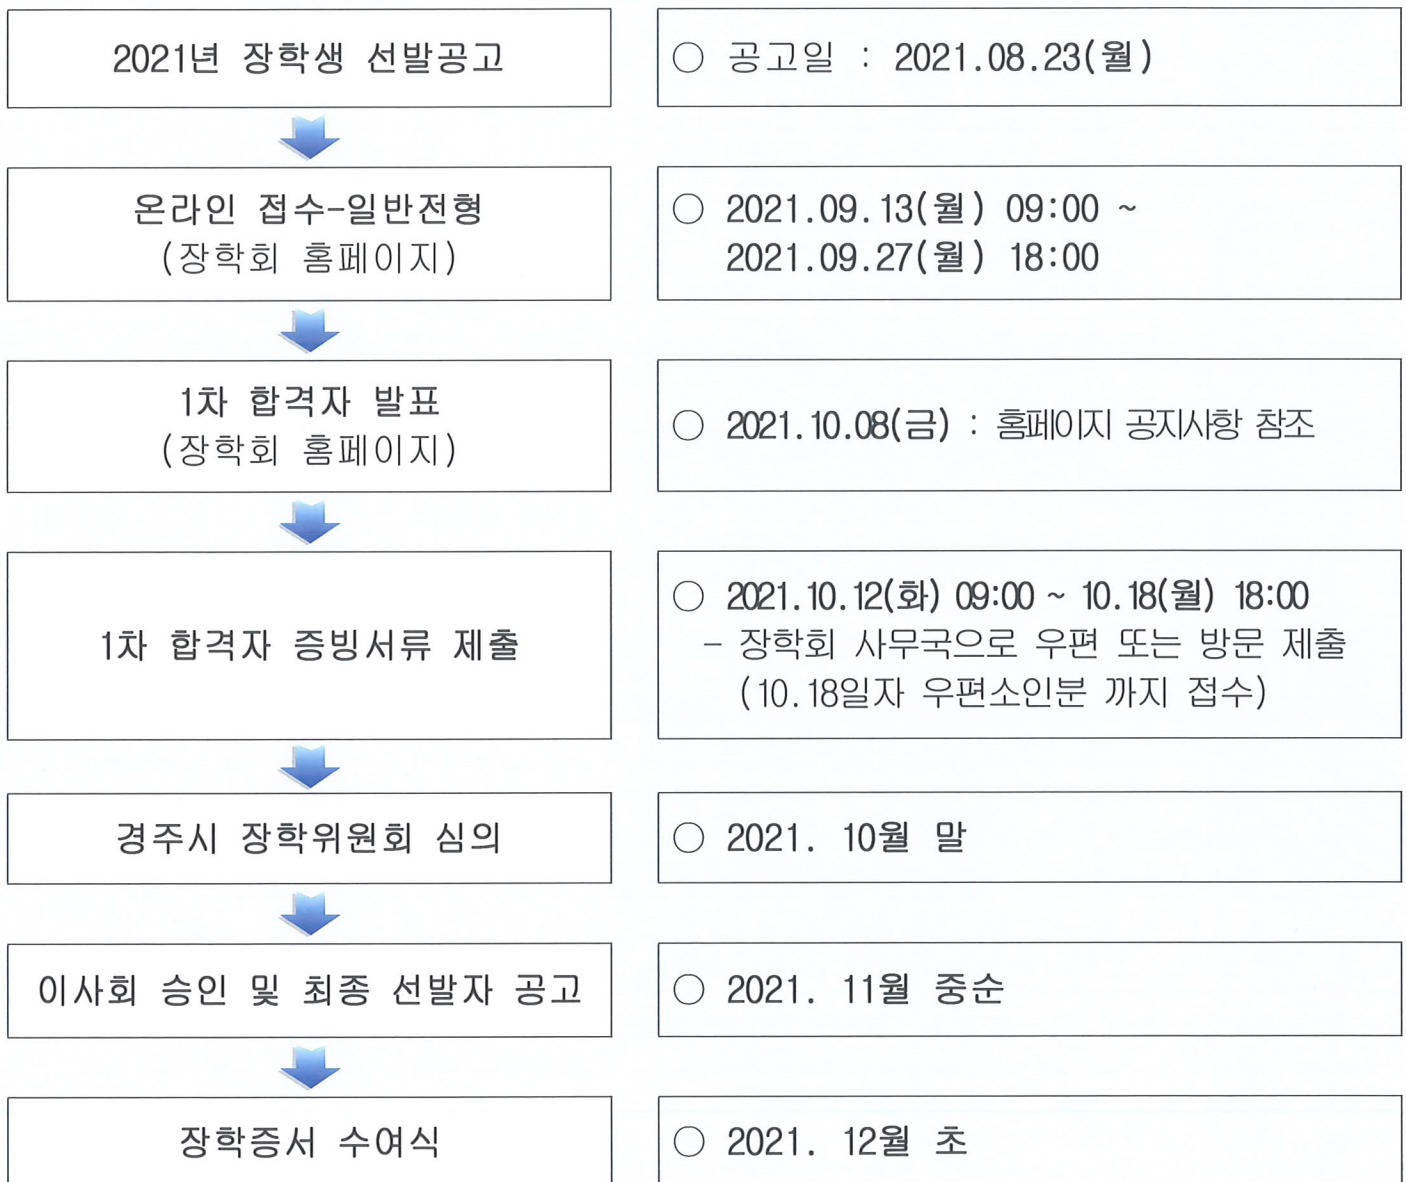 2021년 장학생 선발공고
○ 공고일 : 2021.08.23(월)
온라인 접수-일반전형
(장학회 홈페이지)
○ 2021.09.13(월) 09:00 ~
2021.09.27(월) 18:00
1차 합격자 발표
(장학회 홈페이지)
○ 2021.10.08(금) : 홈페이지 공지사항 참조
1차 합격자 증빙서류 제출
○ 2021.10.12(화) 09:00 ~ 10.18(월) 18:00
- 장학회 사무국으로 우편 또는 방문 제출
(10.18일자 우편소인분 까지 접수)
경주시 장학위원회 심의
○ 2021. 10월 말
이사회 승인 및 최종 선발자 공고
○ 2021. 11월 중순
장학증서 수여식
○ 2021. 12월 초